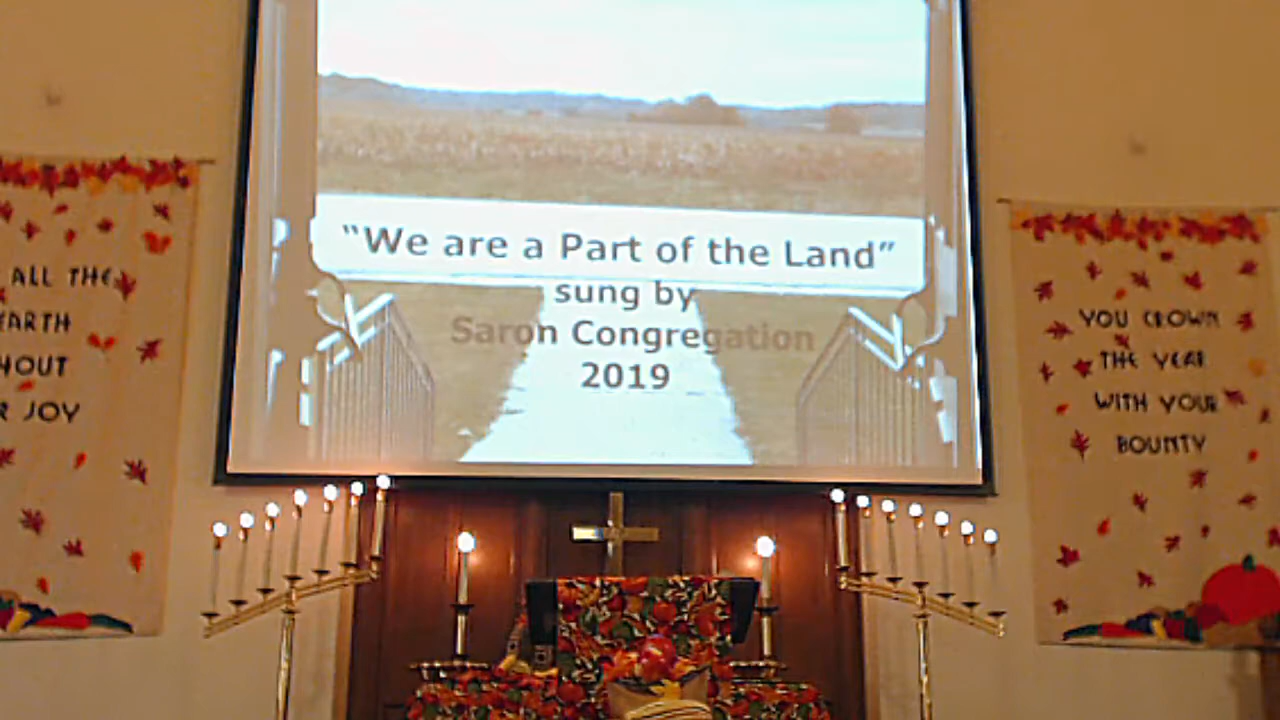 ALL THE
EARTH
HOUT
R JOY
“We are a Part of the Land”
sung by
Saron Congregation
2019
YOU CROWN
THE YEAR
WITH YOUR
BOUNTY